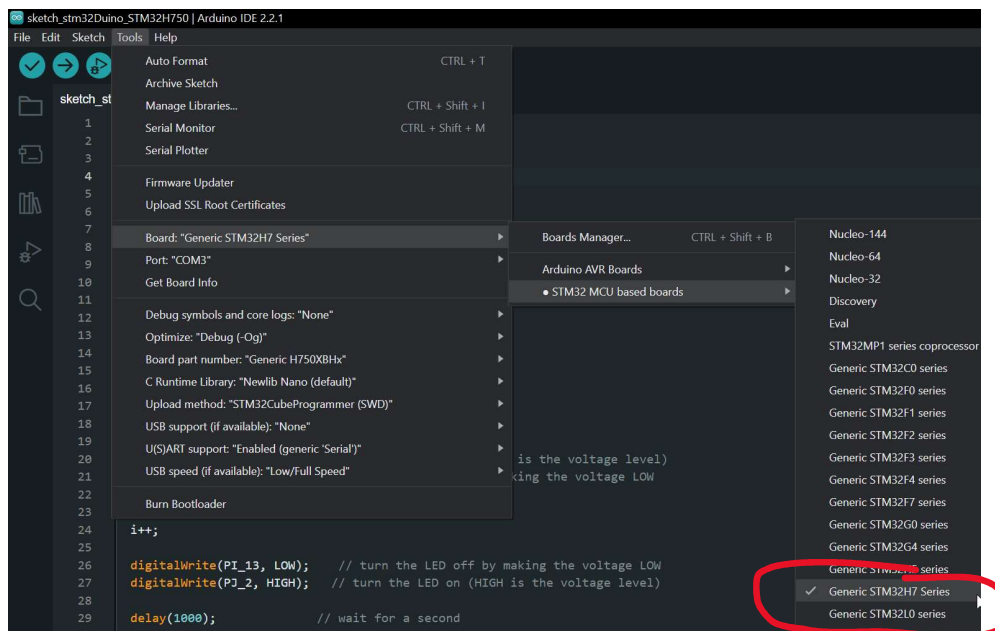 sketch_stm32Duino_STM32H750 | Arduino IDE 2.2.1
File Edit Sketch Tools Help
sketch_st
Auto Format CTRL + T
Archive Sketch
Manage Libraries... CTRL + Shift + I
Serial Monitor CTRL + Shift + M
Serial Plotter
Firmware Updater
Upload SSL Root Certificates
Board: "Generic STM32H7 Series"
Port: "COM3"
Get Board Info
Debug symbols and core logs: "None"
Optimize: "Debug (-Og)"
Board part number: "Generic H750XBHx"
C Runtime Library: "Newlib Nano (default)"
Upload method: "STM32CubeProgrammer (SWD)"
USB support (if available): "None"
U(S)ART support: "Enabled (generic 'Serial')"
USB speed (if available): "Low/Full Speed"
Burn Bootloader
Boards Manager... CTRL + Shift + B
Arduino AVR Boards
● STM32 MCU based boards
Nucleo-144
Nucleo-64
Nucleo-32
Discovery
Eval
STM32MP1 series coprocessor
Generic STM32C0 series
Generic STM32F0 series
Generic STM32F1 series
Generic STM32F2 series
Generic STM32F3 series
Generic STM32F4 series
Generic STM32F7 series
Generic STM32G0 series
Generic STM32G4 series
Generic series
✓ Generic STM32H7 Series
Generic STM32L0 series
1
2
3
4
5
6
7
8
9
10
11
12
13
14
15
16
17
18
19
20 is the voltage level)
21 king the voltage LOW
22
23
24 i++;
25
26 digitalWrite(PI_13, LOW); // turn the LED off by making the voltage LOW
27 digitalWrite(PJ_2, HIGH); // turn the LED on (HIGH is the voltage level)
28
29 delay(1000); // wait for a second